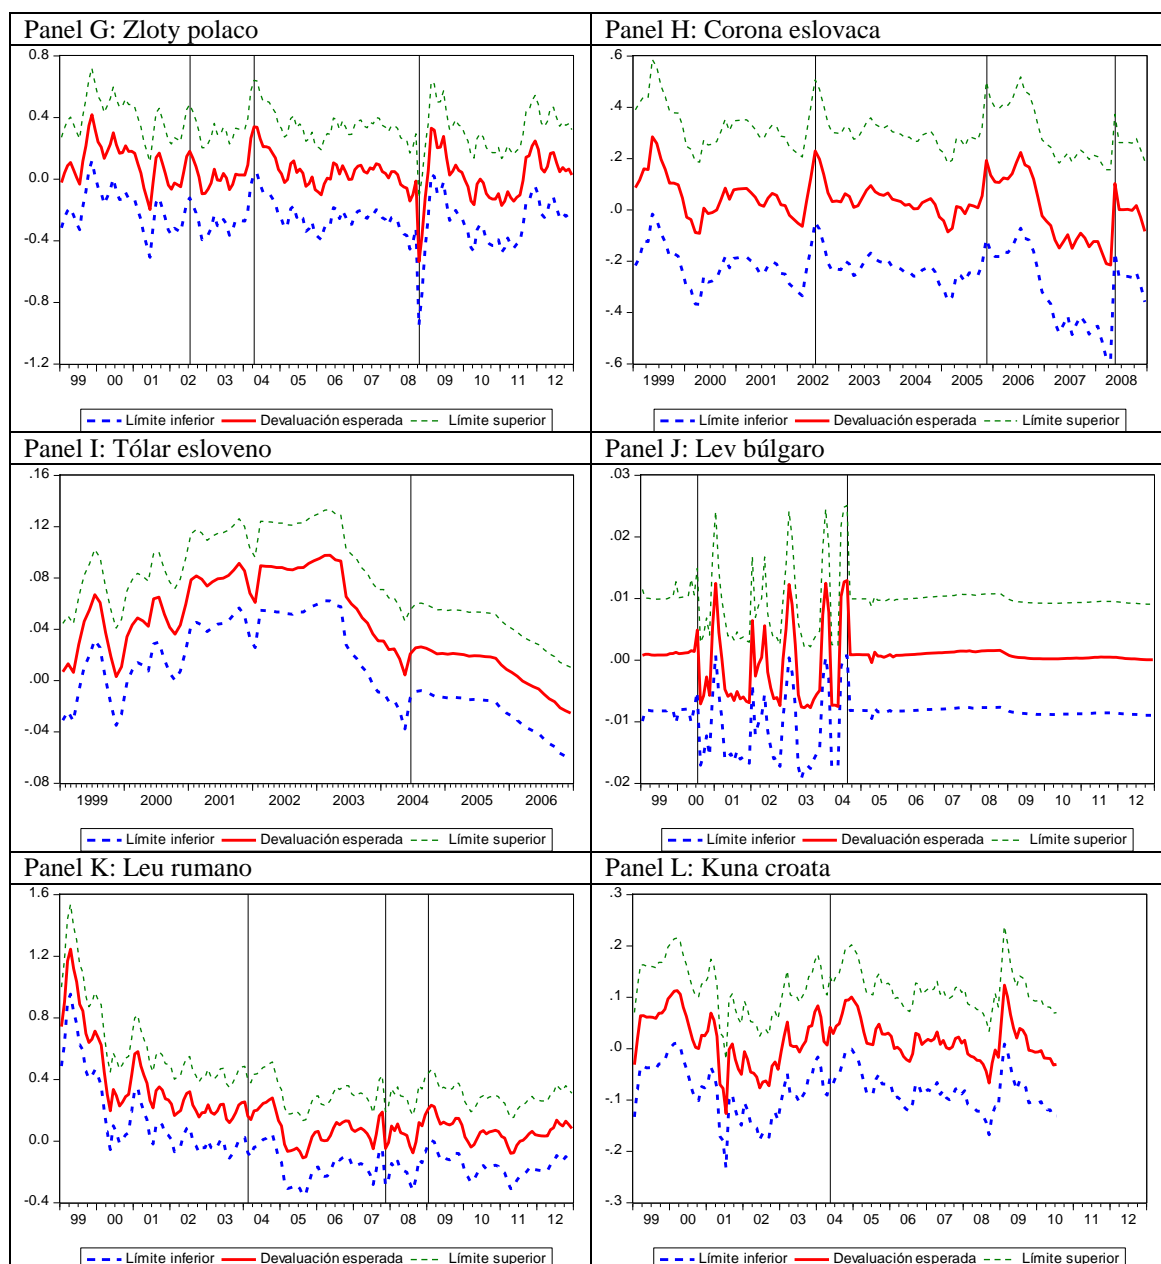 Panel G: Zloty polaco
Panel H: Corona eslovaca
0.8
0.4
0.0
-0.4
-0.8
-1.2
99 00 01 02 03 04 05 06 07 08 09 10 11 12
Límite inferior Devaluación esperada Límite superior
.6
.4
.2
.0
-.2
-.4
-.6
1999 2000 2001 2002 2003 2004 2005 2006 2007 2008
Límite inferior Devaluación esperada Límite superior
Panel I: Tólar esloveno
Panel J: Lev búlgaro
.16
.12
.08
.04
.00
-.04
-.08
1999 2000 2001 2002 2003 2004 2005 2006
Límite inferior Devaluación esperada Límite superior
.03
.02
.01
.00
-.01
-.02
99 00 01 02 03 04 05 06 07 08 09 10 11 12
Límite inferior Devaluación esperada Límite superior
Panel K: Leu rumano
Panel L: Kuna croata
1.6
1.2
0.8
0.4
0.0
-0.4
99 00 01 02 03 04 05 06 07 08 09 10 11 12
Límite inferior Devaluación esperada Límite superior
.3
.2
.1
.0
-.1
-.2
-.3
99 00 01 02 03 04 05 06 07 08 09 10 11 12
Límite inferior Devaluación esperada Límite superior